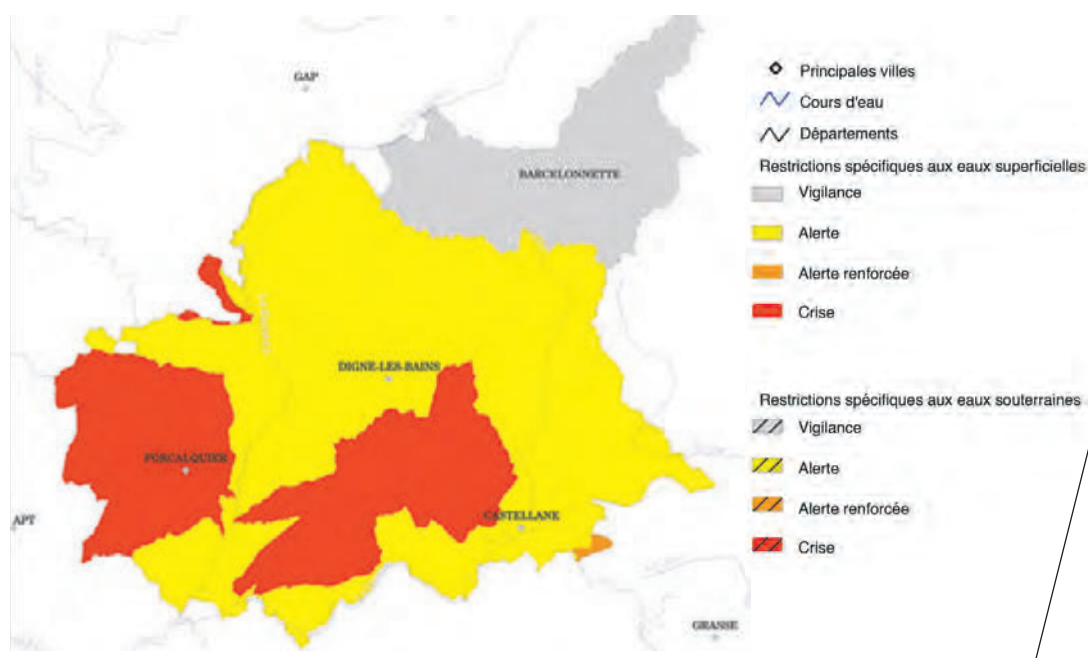 GAP
BARCELONNETTE
DIGNE-LES-BAINS
FORCALQUIER
APT
CASTELLANE
GRASSE
Principales villes
Cours d'eau
Départements
Restrictions spécifiques aux eaux superficielles
Vigilance
Alerte
Alerte renforcée
Crise
Restrictions spécifiques aux eaux souterraines
Vigilance
Alerte
Alerte renforcée
Crise